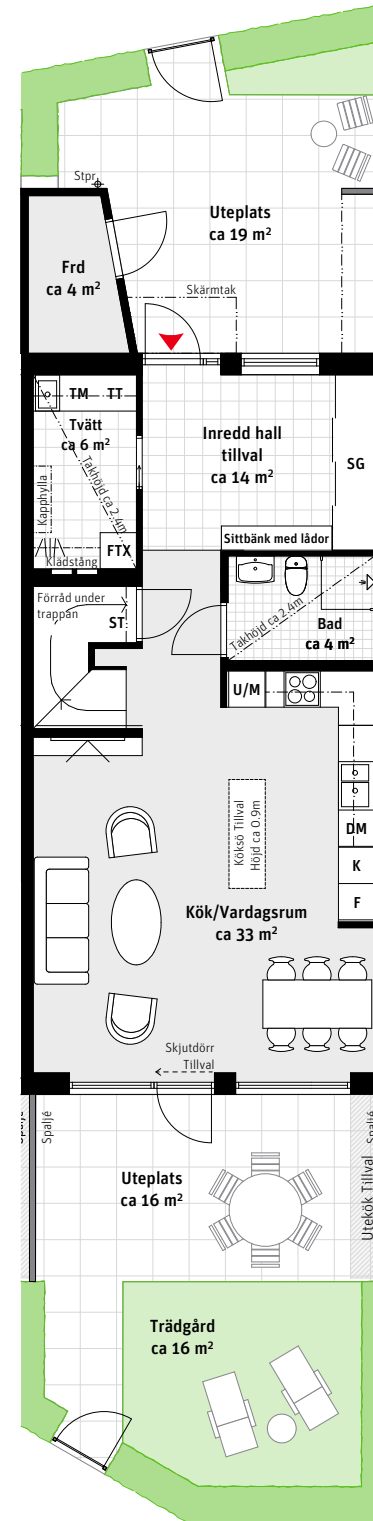 Stpr
Uteplats
ca 19 m²
Frd
ca 4 m²
Skärmtak
TM TT
Tvätt
ca 6 m²
Takhöjd ca 2.4m
Kapphylla
Klädstång
FTX
Inredd hall
tillval
ca 14 m²
SG
Sittbänk med lådor
Förråd under
trappan
ST
Bad
ca 4 m²
Takhöjd ca 2.4m
U/M
DM
K
F
Köksö Tillval
Höjd ca 0.9m
Kök/Vardagsrum
ca 33 m²
Skjutdörr
Tillval
Spaljé
Spaljé
Uteplats
ca 16 m²
Utekök Tillval
Trädgård
ca 16 m²